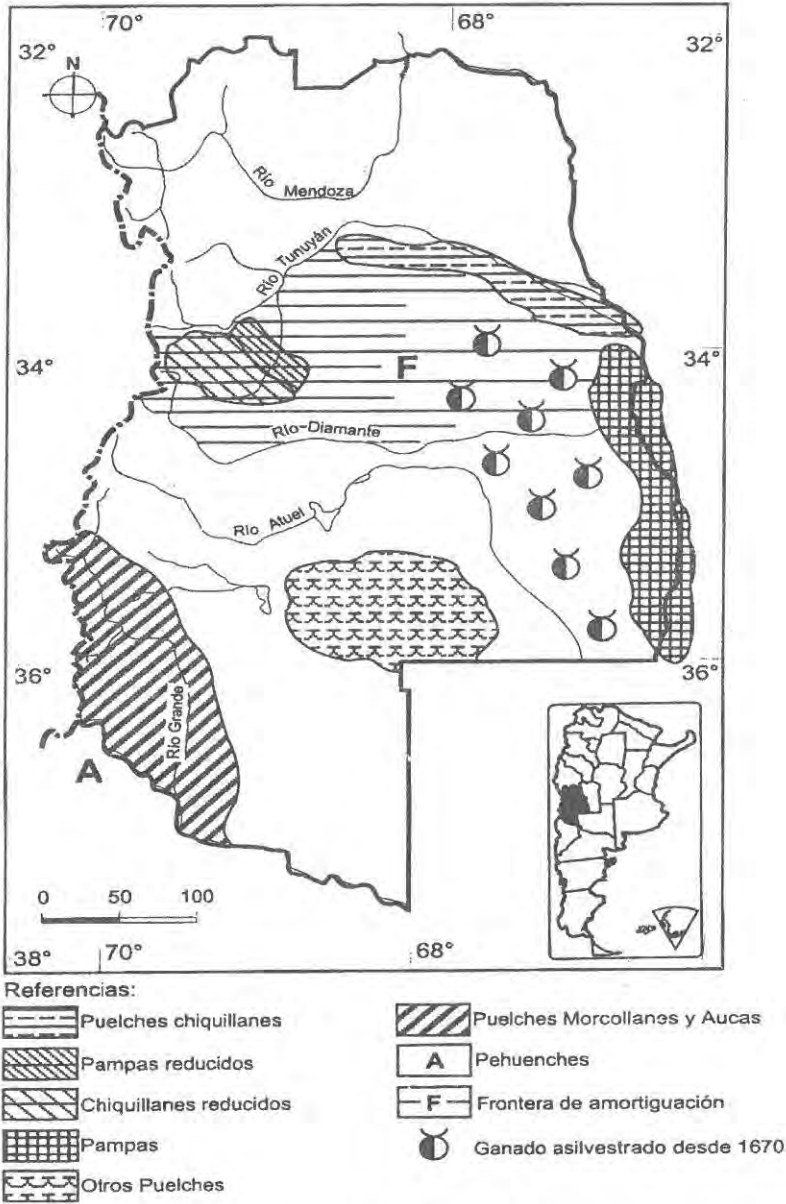 70° 68°
32° 32°
N
Río Mendoza
Río Tunuyán
34° F 34°
Río-Diamante
Río Atuel
36° 36°
Río Grande
A
0 50 100
38° 70° 68°
Referencias:
Puelches chiquillanes
Pampas reducidos
Chiquillanes reducidos
Pampas
Otros Puelches
Puelches Morcollanes y Aucas
A Pehuenches
F Frontera de amortiguación
Ganado asilvestrado desde 1670